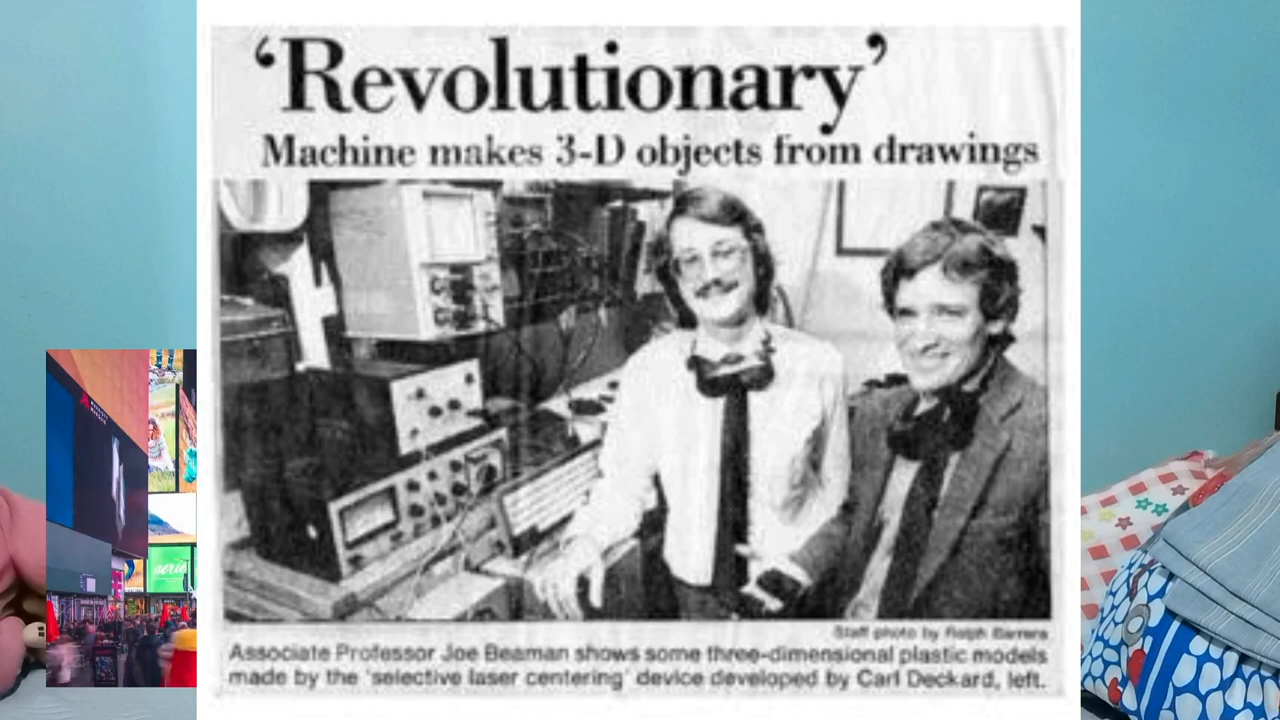 ‘Revolutionary’
Machine makes 3-D objects from drawings
Staff photo by Ralph Barrera
Associate Professor Joe Beaman shows some three-dimensional plastic models
made by the 'selective laser centering' device developed by Carl Deckard, left.
aerie